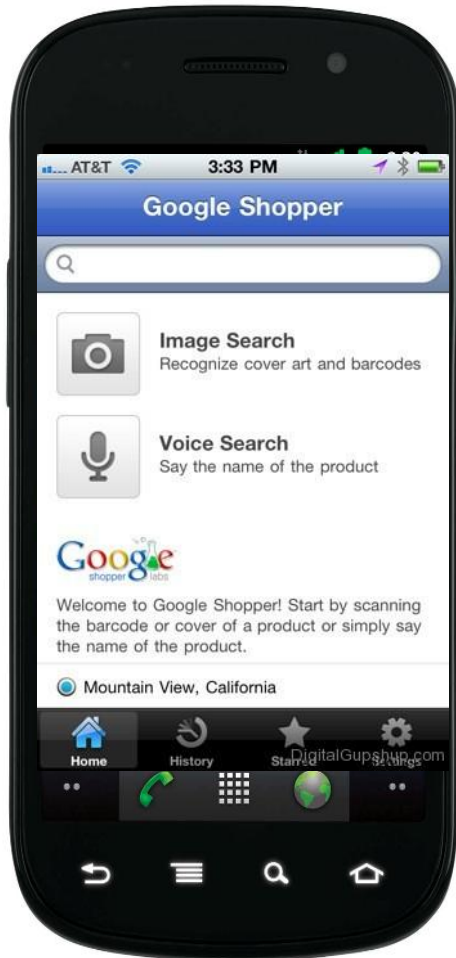 AT&T 3:33 PM
Google Shopper
Image Search
Recognize cover art and barcodes
Voice Search
Say the name of the product
Google
shopper labs
Welcome to Google Shopper! Start by scanning
the barcode or cover of a product or simply say
the name of the product.
Mountain View, California
Home History Starred Settings
DigitalGupshup.com